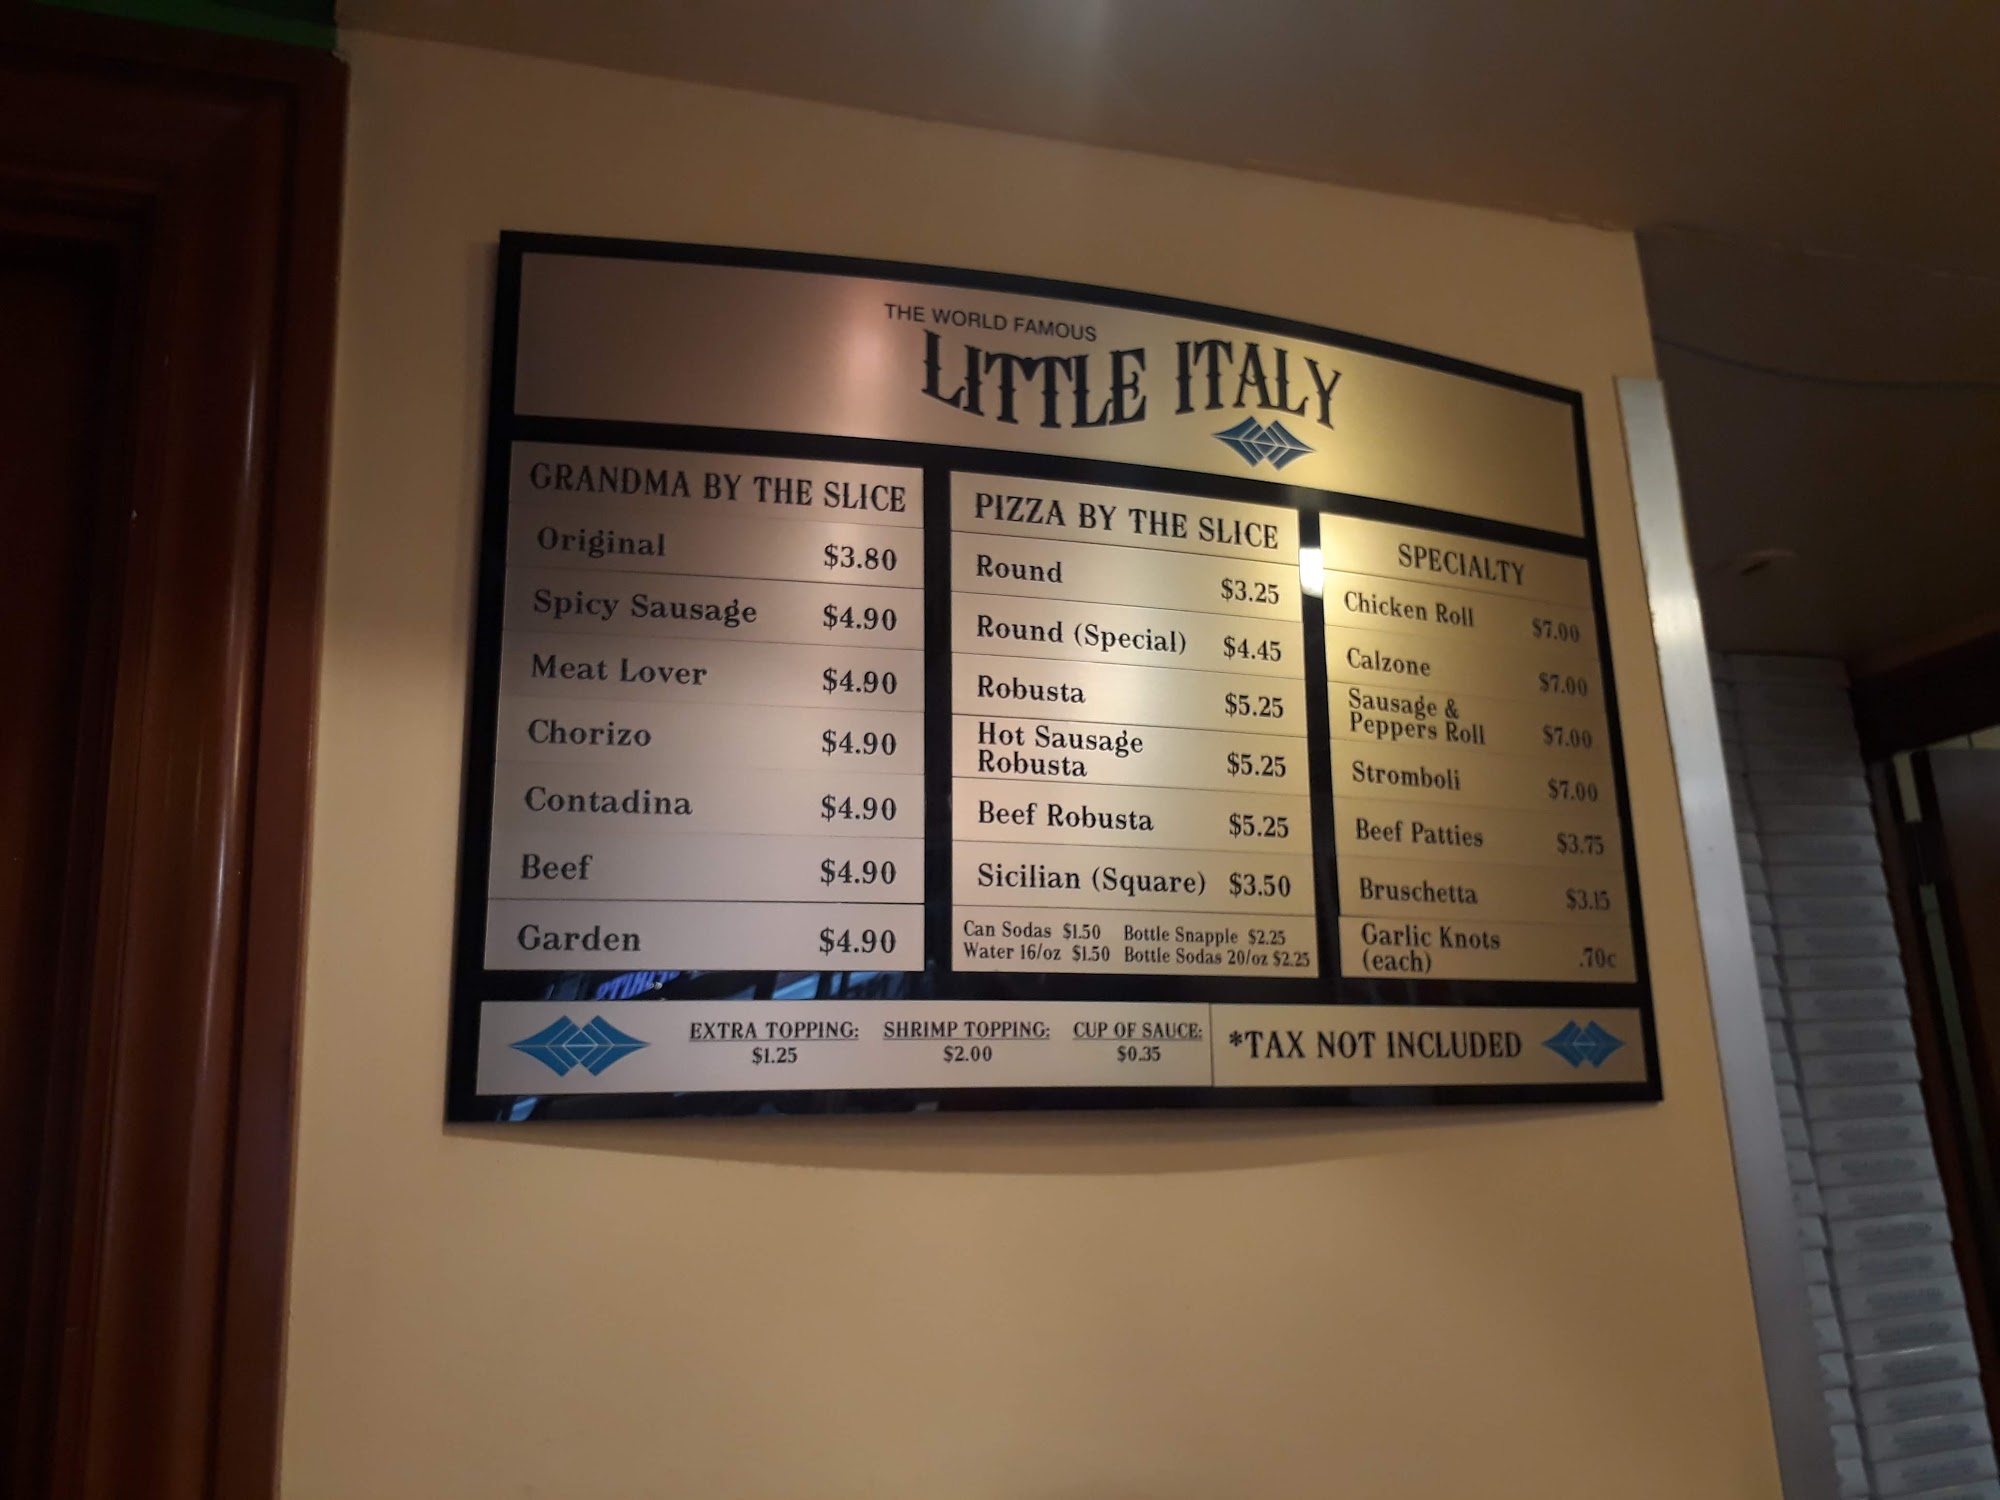 THE WORLD FAMOUS
LITTLE ITALY
GRANDMA BY THE SLICE
Original $3.80
Spicy Sausage $4.90
Meat Lover $4.90
Chorizo $4.90
Contadina $4.90
Beef $4.90
Garden $4.90
PIZZA BY THE SLICE
Round $3.25
Round (Special) $4.45
Robusta $5.25
Hot Sausage
Robusta $5.25
Beef Robusta $5.25
Sicilian (Square) $3.50
Can Sodas $1.50 Bottle Snapple $2.25
Water 16/oz $1.50 Bottle Sodas 20/oz $2.25
SPECIALTY
Chicken Roll $7.00
Calzone $7.00
Sausage &
Peppers Roll $7.00
Stromboli $7.00
Beef Patties $3.75
Bruschetta $3.15
Garlic Knots
(each) .70c
EXTRA TOPPING: SHRIMP TOPPING: CUP OF SAUCE:
$1.25 $2.00 $0.35
*TAX NOT INCLUDED